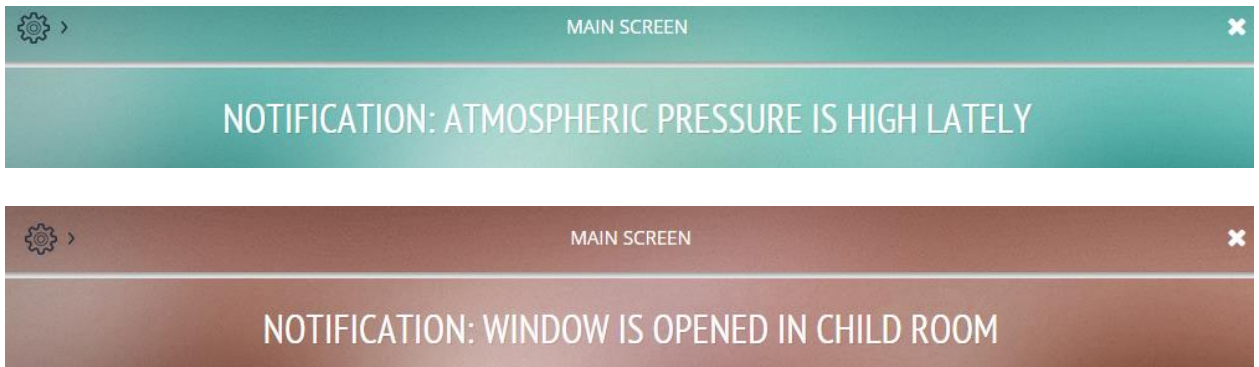 MAIN SCREEN
NOTIFICATION: ATMOSPHERIC PRESSURE IS HIGH LATELY
MAIN SCREEN
NOTIFICATION: WINDOW IS OPENED IN CHILD ROOM